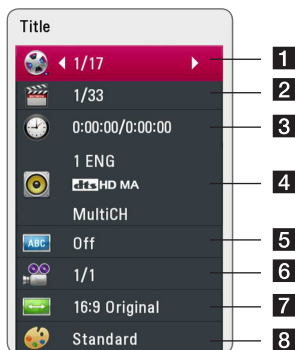 Title
1/17 1
1/33 2
0:00:00/0:00:00 3
1 ENG
dts HD MA 4
MultiCH
ABC Off 5
1/1 6
16:9 Original 7
Standard 8